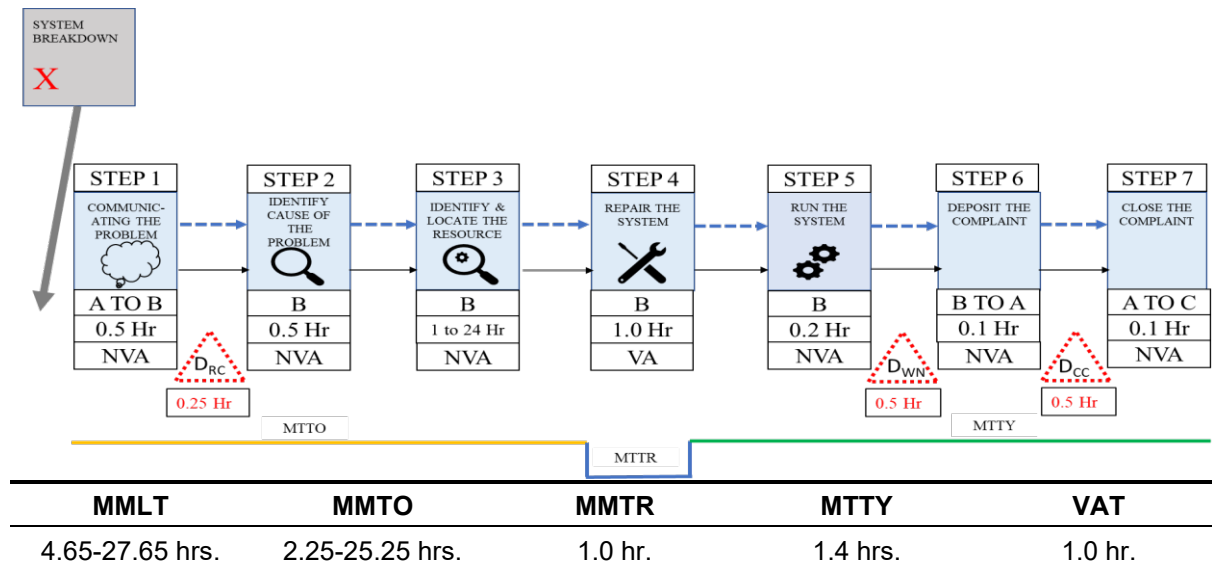 SYSTEM
BREAKDOWN
X
STEP 1
COMMUNIC-
ATING THE
PROBLEM
A TO B
0.5 Hr
NVA
DRC
0.25 Hr
STEP 2
IDENTIFY
CAUSE OF
THE
PROBLEM
B
0.5 Hr
NVA
STEP 3
IDENTIFY &
LOCATE THE
RESOURCE
B
1 to 24 Hr
NVA
STEP 4
REPAIR THE
SYSTEM
B
1.0 Hr
VA
STEP 5
RUN THE
SYSTEM
B
0.2 Hr
NVA
DWN
0.5 Hr
STEP 6
DEPOSIT THE
COMPLAINT
B TO A
0.1 Hr
NVA
DCC
0.5 Hr
STEP 7
CLOSE THE
COMPLAINT
A TO C
0.1 Hr
NVA
MTTO
MTTR
MTTY
MMLT MMTO MMTR MTTY VAT
4.65-27.65 hrs. 2.25-25.25 hrs. 1.0 hr. 1.4 hrs. 1.0 hr.